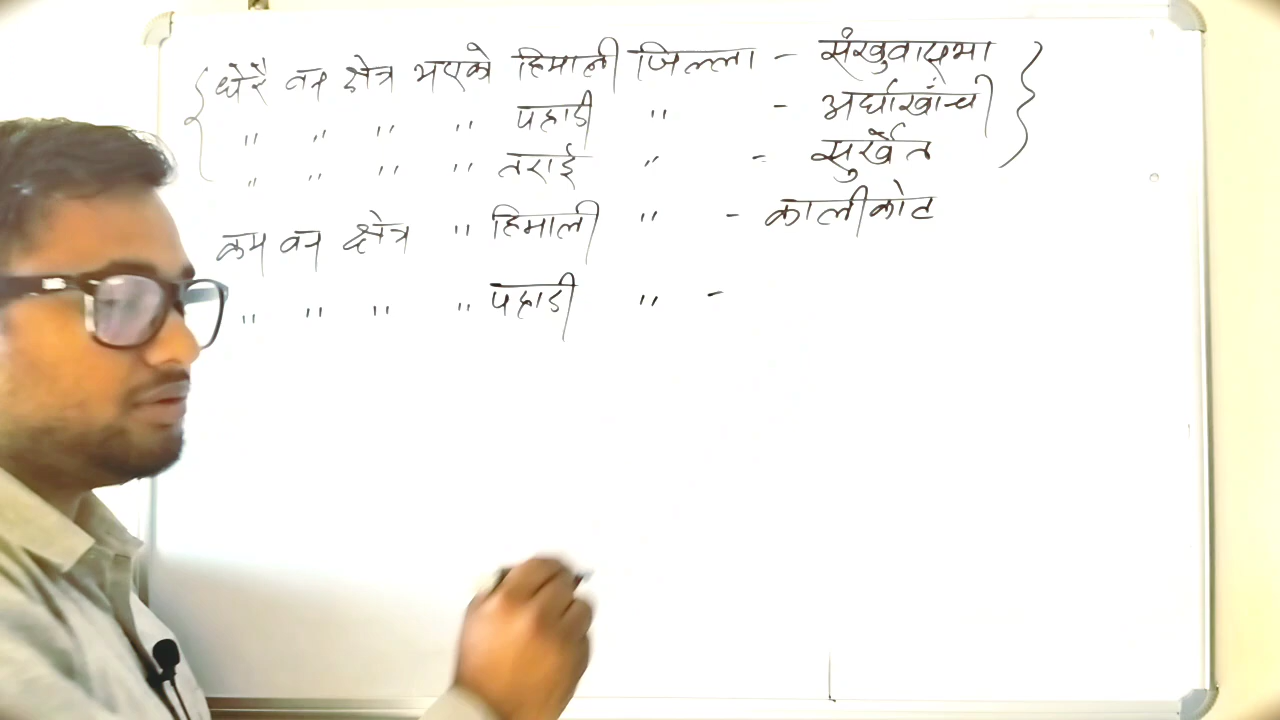 धेरै वन क्षेत्र भएको हिमाली जिल्ला - संखुवासभा
" " " " पहाडी " - अर्घाखाँची
" " " " तराई " - सुर्खेत
कम वन क्षेत्र " हिमाली " - कालीकोट
" " " " पहाडी " -